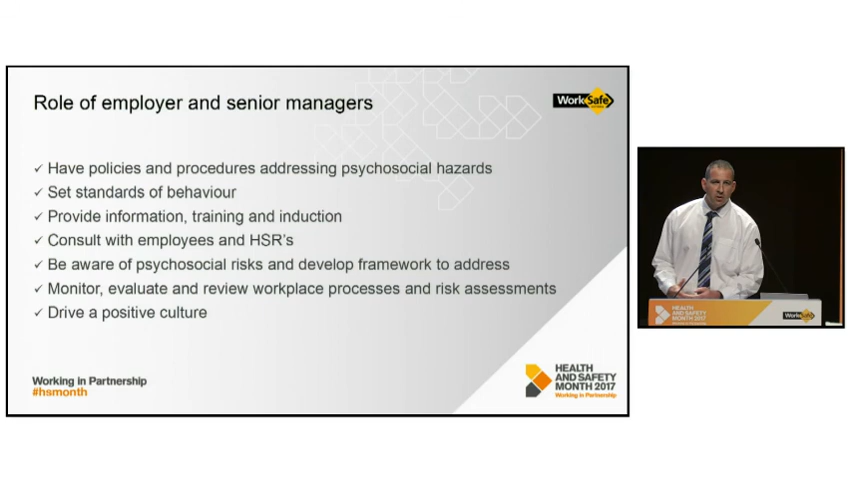 Role of employer and senior managers
WorkSafe
✓ Have policies and procedures addressing psychosocial hazards
✓ Set standards of behaviour
✓ Provide information, training and induction
✓ Consult with employees and HSR's
✓ Be aware of psychosocial risks and develop framework to address
✓ Monitor, evaluate and review workplace processes and risk assessments
✓ Drive a positive culture
Working in Partnership
#hsmonth
HEALTH
AND SAFETY
MONTH 2017
Working in Partnership
HEALTH
AND SAFETY
MONTH 2017
WorkSafe